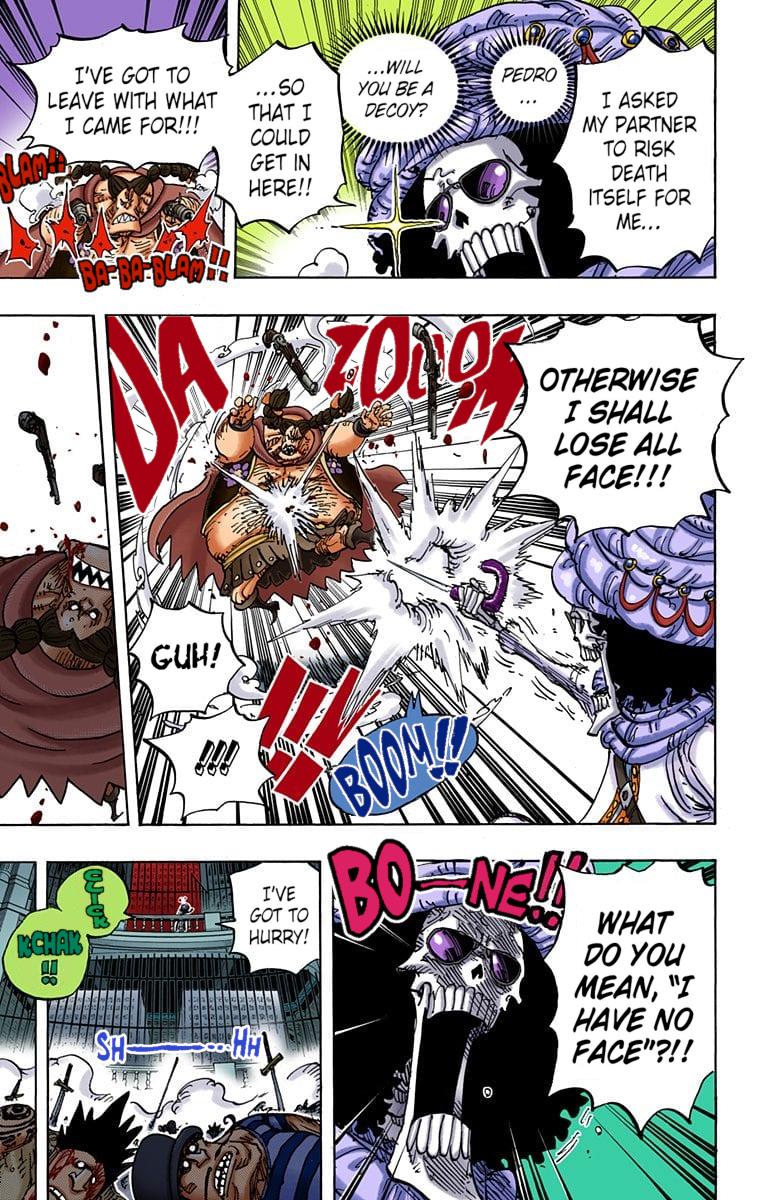 I ASKED
MY PARTNER
TO RISK
DEATH
ITSELF FOR
ME...
PEDRO
...
...WILL
YOU BE A
DECOY?
...SO
THAT I
COULD
GET IN
HERE!!
I'VE GOT TO
LEAVE WITH WHAT
I CAME FOR!!!
BLAM!!
BA-BA-BLAM!!
OTHERWISE
I SHALL
LOSE ALL
FACE!!!
DA
ZOOOM
!!!
BOOM!!
GUH!
!!!
WHAT
DO YOU
MEAN, "I
HAVE NO
FACE"?!!
BO—NE!!
I'VE
GOT TO
HURRY!
SH——...HH
CLICK
KCHAK
!!